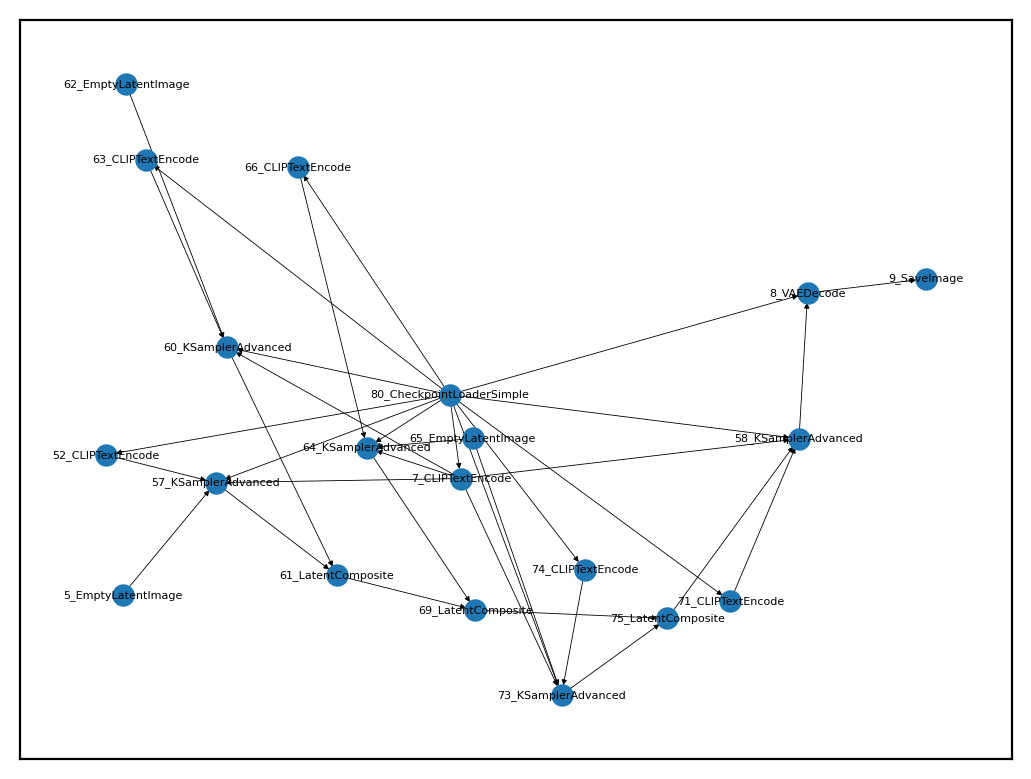 62_EmptyLatentImage
63_CLIPTextEncode
66_CLIPTextEncode
9_SaveImage
8_VAEDecode
60_KSamplerAdvanced
80_CheckpointLoaderSimple
65_EmptyLatentImage
58_KSamplerAdvanced
64_KSamplerAdvanced
52_CLIPTextEncode
7_CLIPTextEncode
57_KSamplerAdvanced
74_CLIPTextEncode
61_LatentComposite
5_EmptyLatentImage
71_CLIPTextEncode
69_LatentComposite
75_LatentComposite
73_KSamplerAdvanced